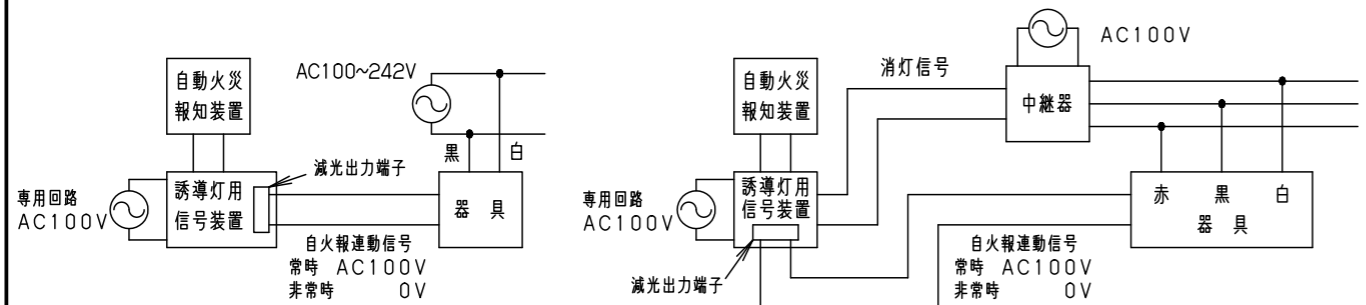 自動火災
報知装置
AC100~242V
黒
白
減光出力端子
専用回路
AC100V
誘導灯用
信号装置
器 具
自火報連動信号
常時 AC100V
非常時 0V
AC100V
消灯信号
中継器
自動火災
報知装置
専用回路
AC100V
誘導灯用
信号装置
減光出力端子
赤 黒 白
器 具
自火報連動信号
常時 AC100V
非常時 0V